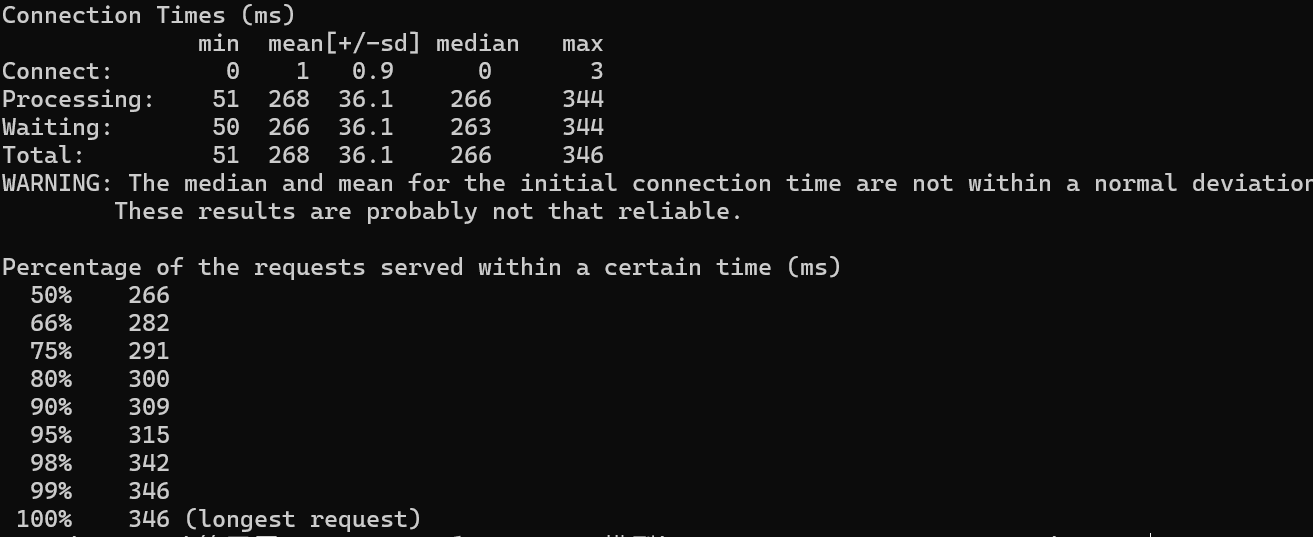 Connection Times (ms)
              min  mean[+/-sd] median   max
Connect:        0    1   0.9      0       3
Processing:    51  268  36.1    266     344
Waiting:       50  266  36.1    263     344
Total:         51  268  36.1    266     346
WARNING: The median and mean for the initial connection time are not within a normal deviation
        These results are probably not that reliable.
Percentage of the requests served within a certain time (ms)
  50%    266
  66%    282
  75%    291
  80%    300
  90%    309
  95%    315
  98%    342
  99%    346
 100%    346 (longest request)